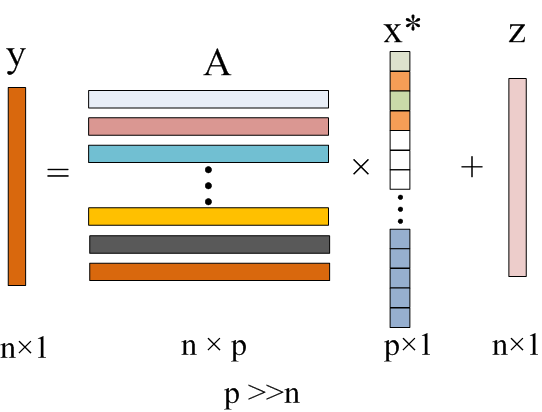 y = A × x* + z
n×1 n × p p×1 n×1
p >>n